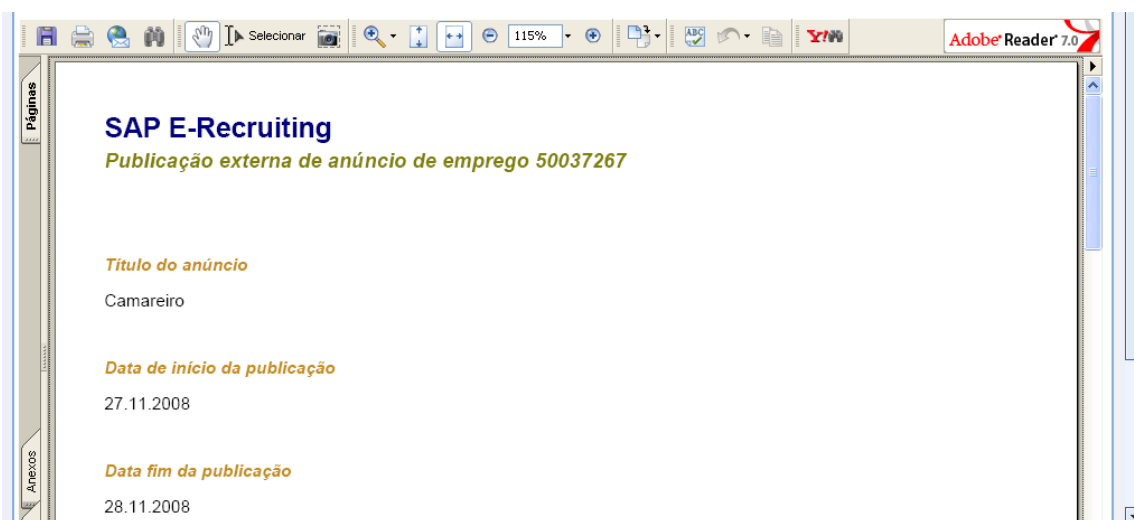 Selecionar
115%
Adobe Reader 7.0
Páginas
SAP E-Recruiting
Publicação externa de anúncio de emprego 50037267
Título do anúncio
Camareiro
Data de início da publicação
27.11.2008
Anexos
Data fim da publicação
28.11.2008